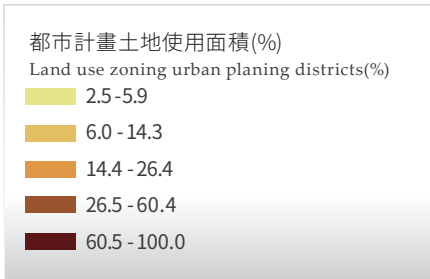 都市計畫土地使用面積(%)
Land use zoning urban planing districts(%)
2.5-5.9
6.0-14.3
14.4-26.4
26.5-60.4
60.5-100.0